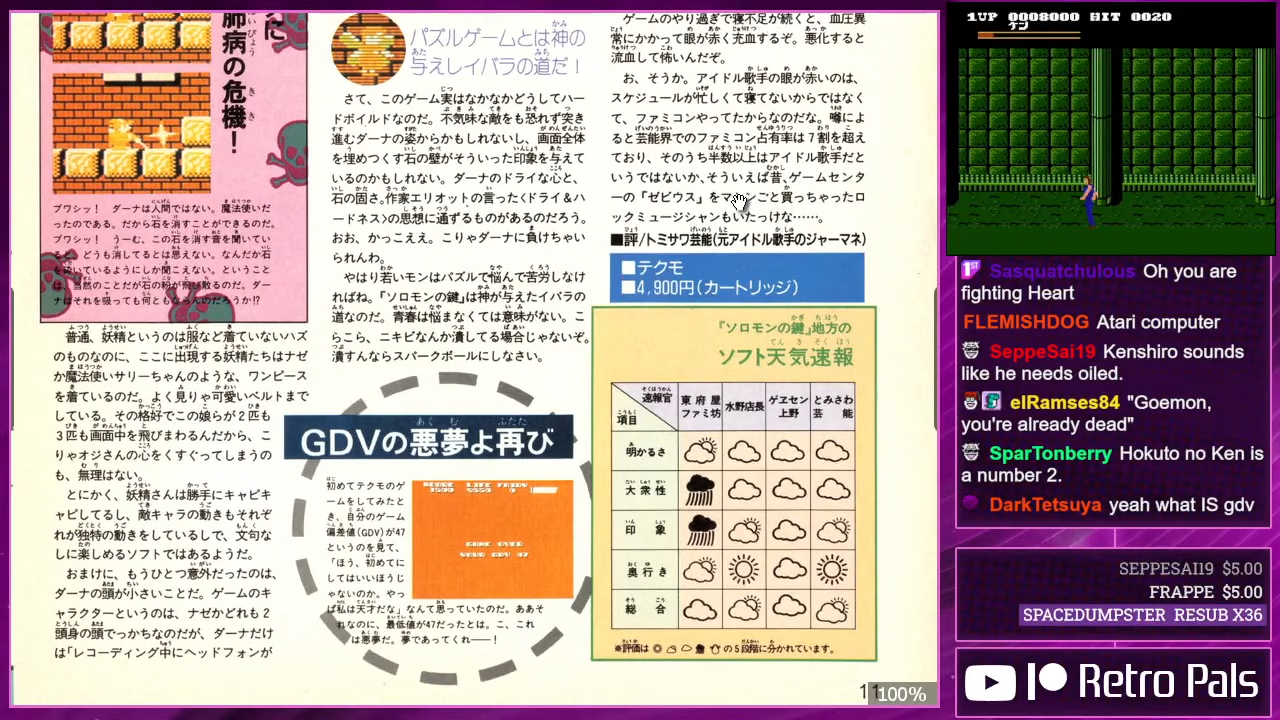 に
肺病の危機！
ブワシッ！　ダーナは人間ではない。魔法使いだ
ったのである。だから石を消すことができるのだ。
ブワシッ！　うーむ、この石を消す音を聞いてい
ると、どうも消してるとは思えない。なんだか石
を砕いているようにしか聞こえない。ということ
は、当然のことだが石の粉が飛び散るのだ。ダー
ナはそれを吸っても何ともならんのだろうか!?
普通、妖精というのは服など着ていないハズ
のものなのに、ここに出現する妖精たちはナゼ
か魔法使いサリーちゃんのような、ワンピース
を着ているのだ。よく見りゃ可愛いベルトまで
している。その格好でこの娘らが２匹も
３匹も画面中を飛びまわるんだから、こ
りゃオジさんの心をくすぐってしまうの
も、無理はない。
とにかく、妖精さんは勝手にキャピキ
ャピしてるし、敵キャラの動きもそれぞ
れが独特の動きをしているしで、文句な
しに楽しめるソフトではあるようだ。
おまけに、もうひとつ意外だったのは、
ダーナの頭が小さいことだ。ゲームのキ
ャラクターというのは、ナゼかどれも２
頭身の頭でっかちなのだが、ダーナだけ
は「レコーディング中にヘッドフォンが
パズルゲームとは神の
与えしイバラの道だ！
さて、このゲーム実はなかなかどうしてハー
ドボイルドなのだ。不気味な敵をも恐れず突き
進むダーナの姿からかもしれないし、画面全体
を埋めつくす石の壁がそういった印象を与えて
いるのかもしれない。ダーナのドライな心と、
石の固さ。作家エリオットの言った〈ドライ＆ハ
ードネス〉の思想に通ずるものがあるのだろう。
おお、かっこええ。こりゃダーナに負けちゃい
られんわ。
やはり若いモンはパズルで悩んで苦労しなけ
ればね。『ソロモンの鍵』は神が与えたイバラの
道なのだ。青春は悩まなくては意味がない。こ
らこら、ニキビなんか潰してる場合じゃないぞ。
潰すんならスパークボールにしなさい。
GDVの悪夢よ再び
初めてテクモのゲ
ームをしてみたと
き、自分のゲーム
偏差値(GDV)が47
というのを見て、
「ほう、初めてに
してはいいほうじ
ゃないのか。やっ
ぱ私は天才だな」なんて思っていたのだ。ああそ
れなのに、最低値が47だったとは。こ、これ
は悪夢だ。夢であってくれ──！
GAME OVER
YOUR GDV 47
ゲームのやり過ぎで寝不足が続くと、血圧異
常にかかって眼が赤く充血するぞ。悪化すると
流血して怖いんだぞ。
お、そうか。アイドル歌手の眼が赤いのは、
スケジュールが忙しくて寝てないからではなく
て、ファミコンやってたからなのだな。噂によ
ると芸能界でのファミコン占有率は７割を超え
ており、そのうち半数以上はアイドル歌手だと
いうではないか、そういえば昔、ゲームセンタ
ーの『ゼビウス』をマシンごと買っちゃったロ
ックミュージシャンもいたっけな……。
■評/トミサワ芸能(元アイドル歌手のジャーマネ)
■テクモ
■4,900円(カートリッジ)
『ソロモンの鍵』地方の
ソフト天気速報
速報官 項目 東府屋ファミ坊 水野店長 ゲエセン上野 とみさわ芸能
明かるさ
大衆性
印象
奥行き
総合
※評価は の５段階に分かれています。
11
100%
1UP 0008000 HIT 0020
ケン
Sasquatchulous Oh you are
fighting Heart
FLEMISHDOG Atari computer
SeppeSai19 Kenshiro sounds
like he needs oiled.
elRamses84 "Goemon,
you're already dead"
SparTonberry Hokuto no Ken is
a number 2.
DarkTetsuya yeah what IS gdv
SEPPESAI19 $5.00
FRAPPE $5.00
SPACEDUMPSTER RESUB X36
Retro Pals